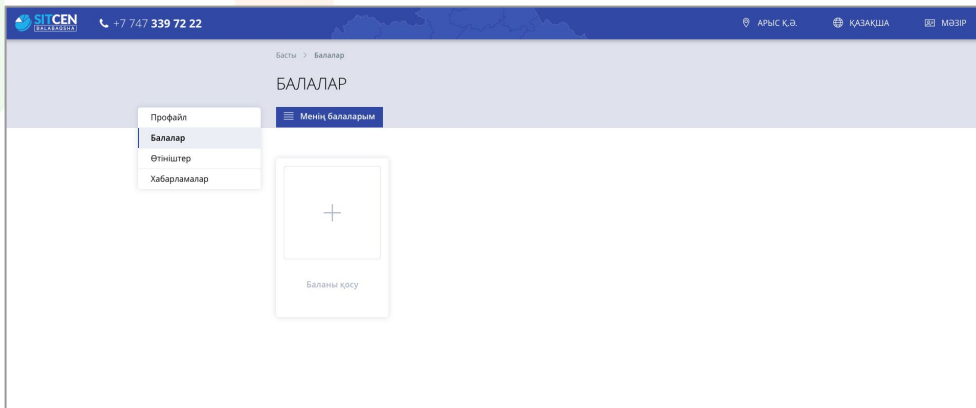 SITCEN
BALABAQSHA
+7 747 339 72 22
АРЫС Қ.Ә.
ҚАЗАҚША
МӘЗІР
Басты > Балалар
БАЛАЛАР
Менің балаларым
Профайл
Балалар
Өтініштер
Хабарламалар
Баланы қосу